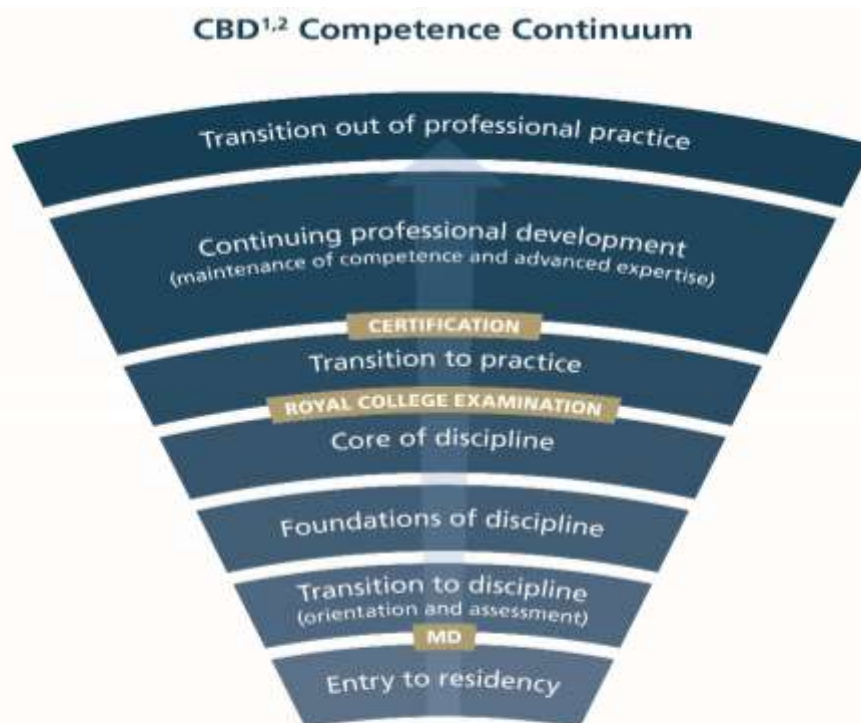 CBD1,2 Competence Continuum
Transition out of professional practice
Continuing professional development
(maintenance of competence and advanced expertise)
CERTIFICATION
Transition to practice
ROYAL COLLEGE EXAMINATION
Core of discipline
Foundations of discipline
Transition to discipline
(orientation and assessment)
MD
Entry to residency